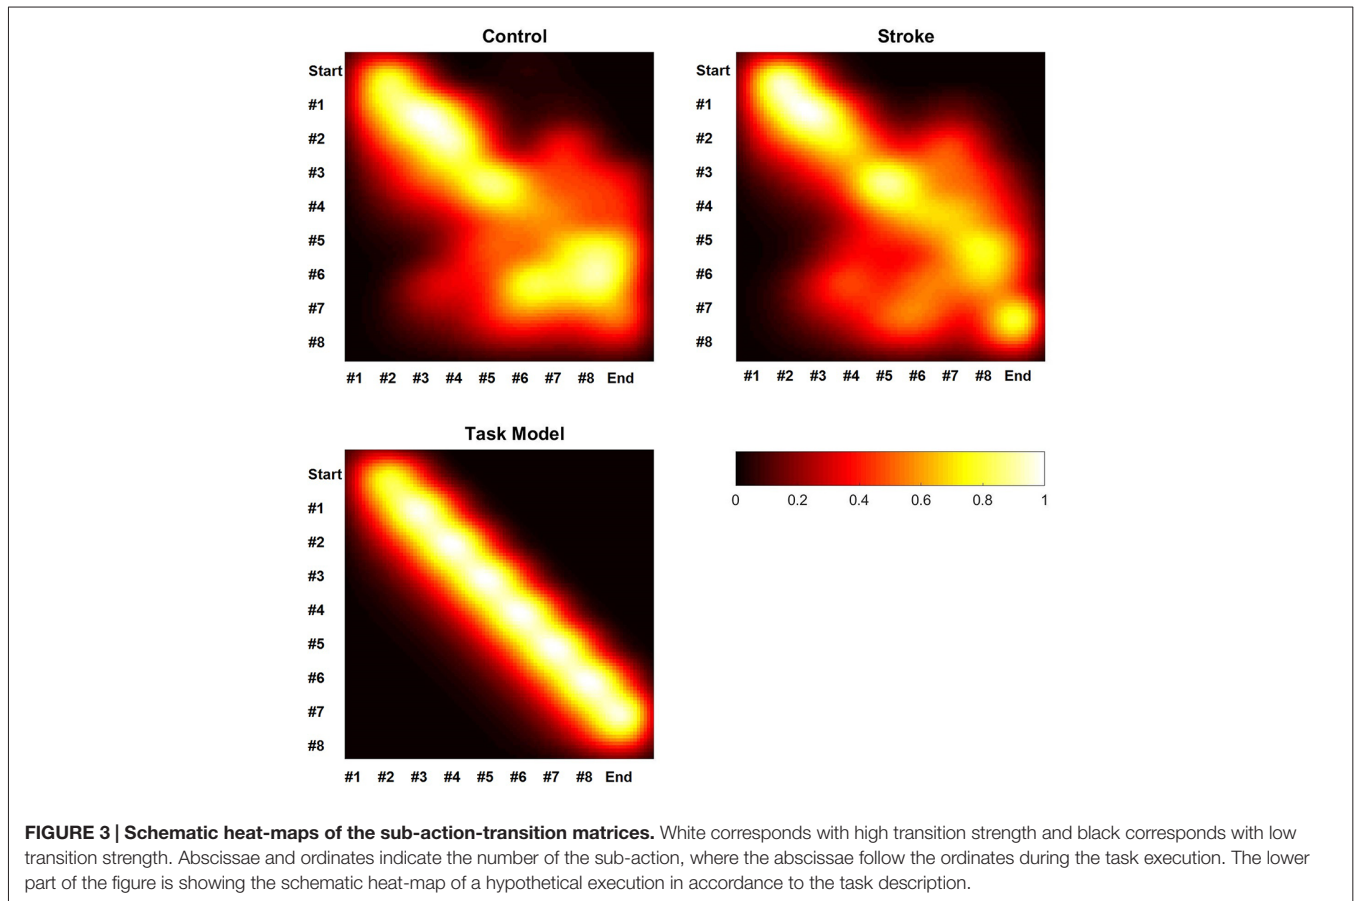 Control
Start
#1
#2
#3
#4
#5
#6
#7
#8
#1 #2 #3 #4 #5 #6 #7 #8 End
Stroke
Start
#1
#2
#3
#4
#5
#6
#7
#8
#1 #2 #3 #4 #5 #6 #7 #8 End
Task Model
Start
#1
#2
#3
#4
#5
#6
#7
#8
#1 #2 #3 #4 #5 #6 #7 #8 End
0 0.2 0.4 0.6 0.8 1
FIGURE 3 | Schematic heat-maps of the sub-action-transition matrices. White corresponds with high transition strength and black corresponds with low
transition strength. Abscissae and ordinates indicate the number of the sub-action, where the abscissae follow the ordinates during the task execution. The lower
part of the figure is showing the schematic heat-map of a hypothetical execution in accordance to the task description.